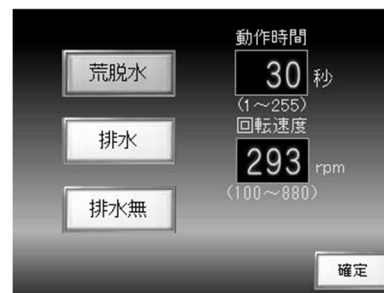 荒脱水
排水
排水無
動作時間
30 秒
(1～255)
回転速度
293 rpm
(100～880)
確定